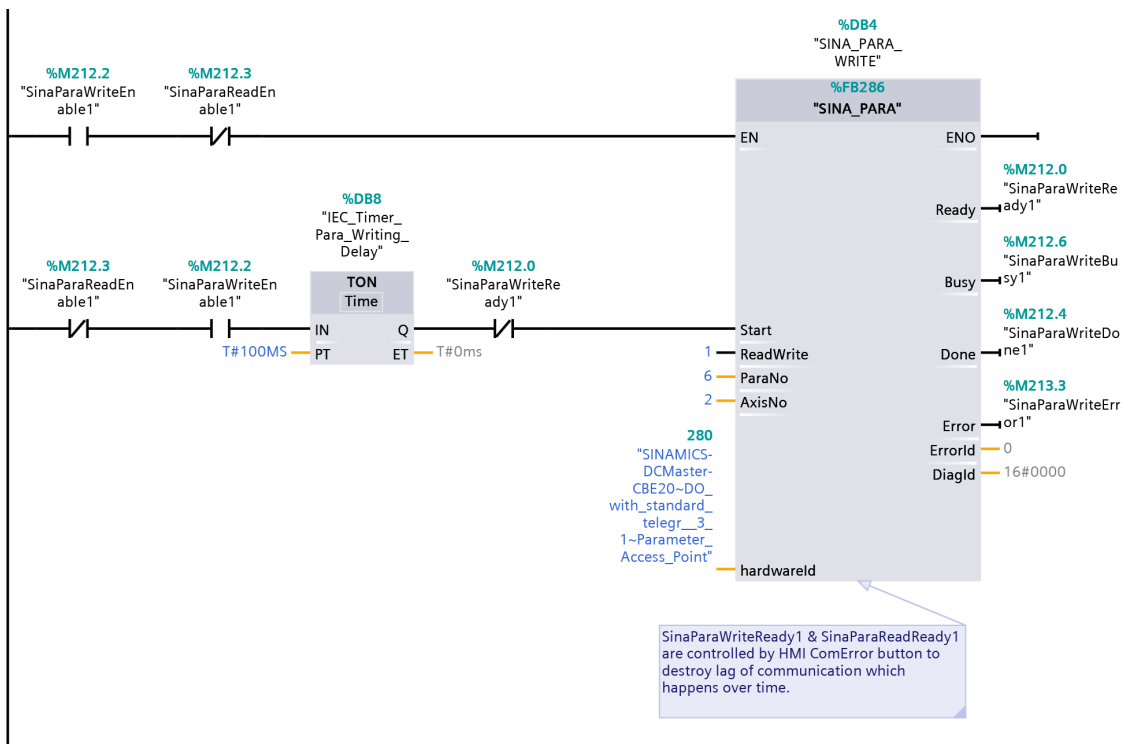 %DB4
"SINA_PARA_
WRITE"
%FB286
"SINA_PARA"
%M212.2
"SinaParaWriteEn
able1"
%M212.3
"SinaParaReadEn
able1"
EN
ENO
%M212.0
"SinaParaWriteRe
ady1"
Ready
%M212.6
"SinaParaWriteBu
sy1"
Busy
%M212.4
"SinaParaWriteDo
ne1"
Done
%M213.3
"SinaParaWriteErr
or1"
Error
ErrorId
0
DiagId
16#0000
%DB8
"IEC_Timer_
Para_Writing_
Delay"
%M212.3
"SinaParaReadEn
able1"
%M212.2
"SinaParaWriteEn
able1"
TON
Time
IN
Q
T#100MS
PT
ET
T#0ms
%M212.0
"SinaParaWriteRe
ady1"
Start
1
ReadWrite
6
ParaNo
2
AxisNo
280
"SINAMICS-
DCMaster-
CBE20~DO_
with_standard_
telegr__3_
1~Parameter_
Access_Point"
hardwareId
SinaParaWriteReady1 & SinaParaReadReady1
are controlled by HMI ComError button to
destroy lag of communication which
happens over time.